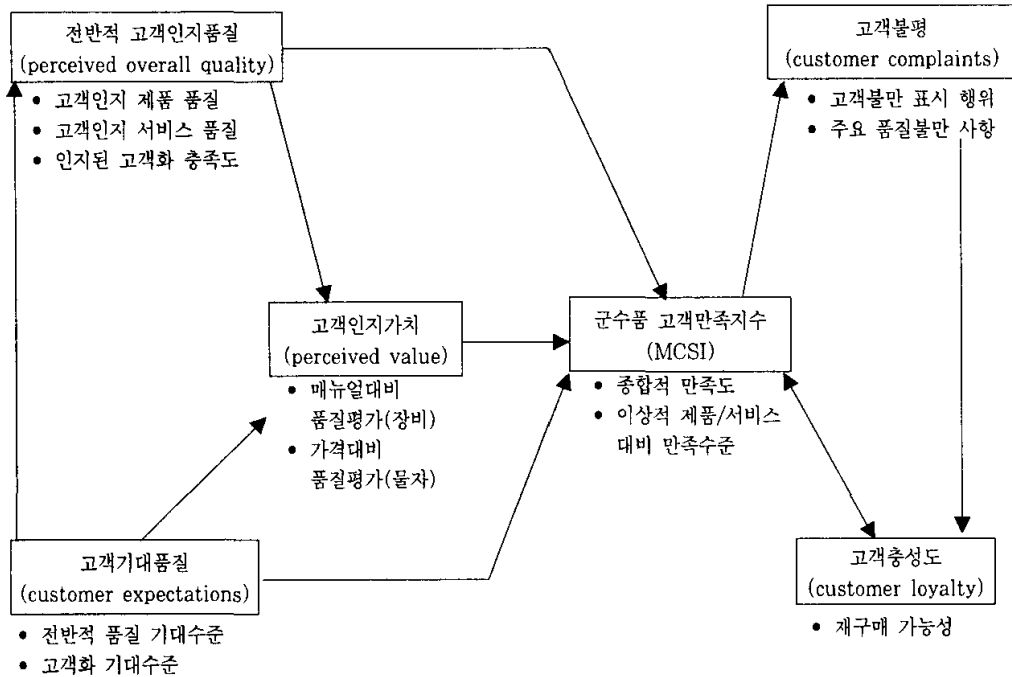 전반적 고객인지품질
(perceived overall quality)
• 고객인지 제품 품질
• 고객인지 서비스 품질
• 인지된 고객화 충족도
고객불평
(customer complaints)
• 고객불만 표시 행위
• 주요 품질불만 사항
고객인지가치
(perceived value)
• 매뉴얼대비
품질평가(장비)
• 가격대비
품질평가(물자)
군수품 고객만족지수
(MCSI)
• 종합적 만족도
• 이상적 제품/서비스
대비 만족수준
고객기대품질
(customer expectations)
• 전반적 품질 기대수준
• 고객화 기대수준
고객충성도
(customer loyalty)
• 재구매 가능성